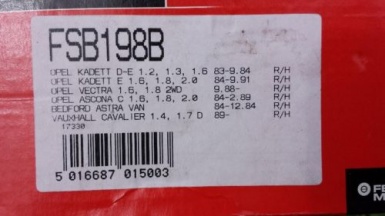 FSB198B
OPEL KADETT D-E 1.2, 1.3, 1.6 83-9.84 R/H
OPEL KADETT E 1.6, 1.8, 2.0 84-9.91 R/H
OPEL VECTRA 1.6, 1.8 2WD 9.88- R/H
OPEL ASCONA C 1.6, 1.8, 2.0 84-2.89 R/H
BEDFORD ASTRA VAN 84-12.84 R/H
VAUXHALL CAVALIER 1.4, 1.7 D 89- R/H
17330
5 016687 015003